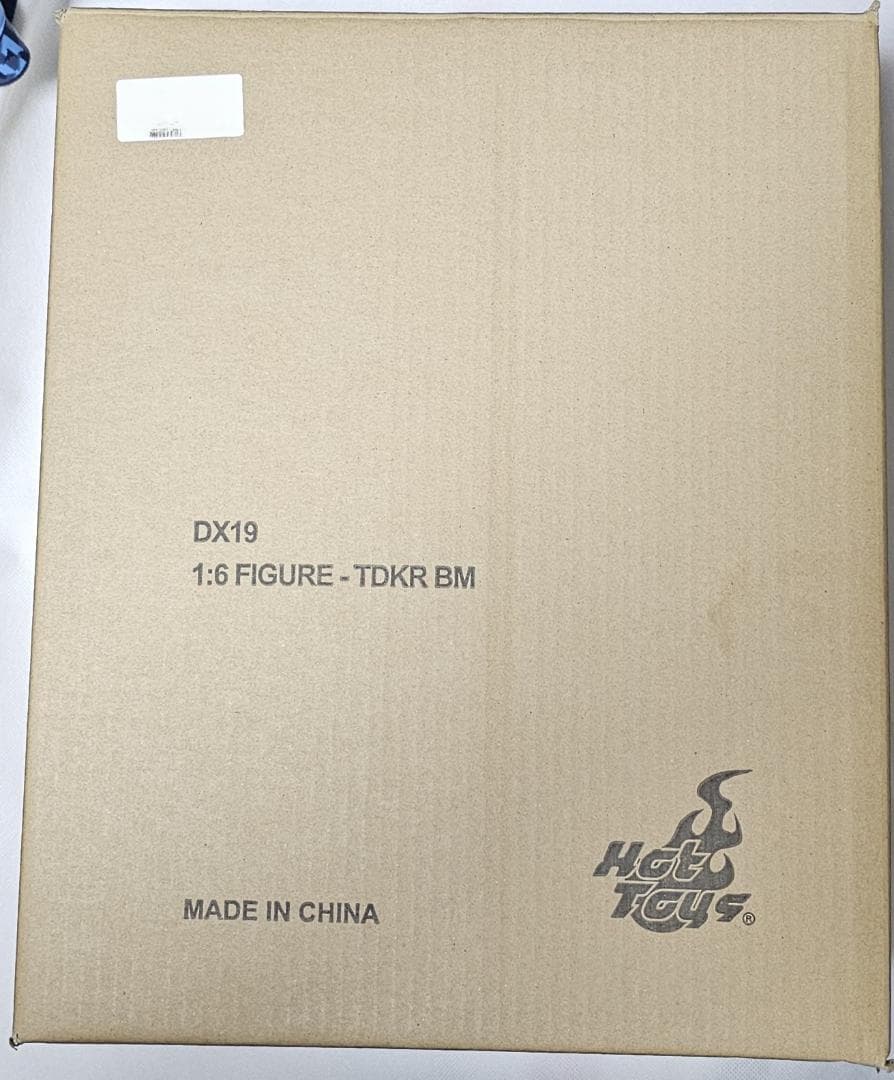 DX19
1:6 FIGURE - TDKR BM
MADE IN CHINA
Hot
Toys®